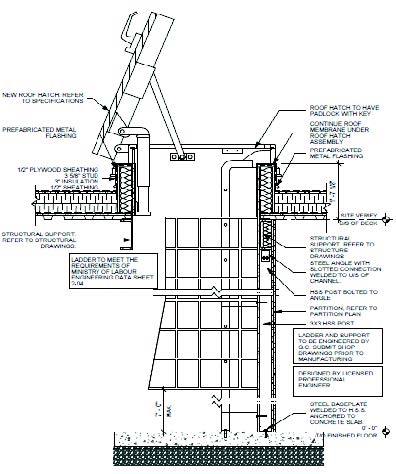 NEW ROOF HATCH, REFER
TO SPECIFICATIONS
PREFABRICATED METAL
FLASHING
1/2" PLYWOOD SHEATHING
3 5/8" STUD
3" INSULATION
1/2" SHEATHING
STRUCTURAL SUPPORT,
REFER TO STRUCTURAL
DRAWINGS.
LADDER TO MEET THE
REQUIREMENTS OF
MINISTRY OF LABOUR
ENGINEERING DATA SHEET
ROOF HATCH TO HAVE
PADLOCK WITH KEY
CONTINUE ROOF
MEMBRANE UNDER
ROOF HATCH
ASSEMBLY
PREFABRICATED
METAL FLASHING
SITE VERIFY
U/S OF DECK
STRUCTURAL
SUPPORT, REFER TO
STRUCTURE
DRAWINGS
STEEL ANGLE WITH
SLOTTED CONNECTION
WELDED TO U/S OF
CHANNEL.
HSS POST BOLTED TO
ANGLE
PARTITION, REFER TO
PARTITION PLAN
3X3 HSS POST
LADDER AND SUPPORT
TO BE ENGINEERED BY
G.C. SUBMIT SHOP
DRAWINGS PRIOR TO
MANUFACTURING
DESIGNED BY LICENSED
PROFESSIONAL
ENGINEER
STEEL BASEPLATE
WELDED TO H.S.S.
ANCHORED TO
CONCRETE SLAB.
0' - 0"
T/O FINISHED FLOOR
MAX.